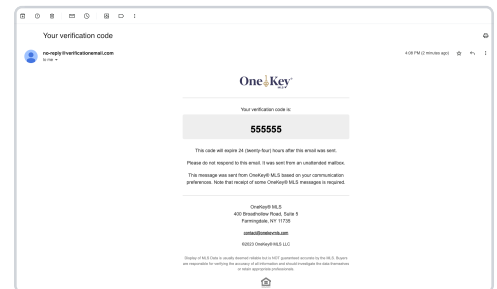 Your verification code
no-reply@verificationemail.com
to me
4:06 PM (2 minutes ago)
OneKey
MLS
Your verification code is:
555555
This code will expire 24 (twenty-four) hours after this email was sent.
Please do not respond to this email. It was sent from an unattended mailbox.
This message was sent from OneKey® MLS based on your communication
preferences. Note that receipt of some OneKey® MLS messages is required.
OneKey® MLS
400 Broadhollow Road, Suite 5
Farmingdale, NY 11735
contact@onekeymls.com
©2023 OneKey® MLS LLC
Display of MLS Data is usually deemed reliable but is NOT guaranteed accurate by the MLS. Buyers
are responsible for verifying the accuracy of all information and should investigate the data themselves
or retain appropriate professionals.